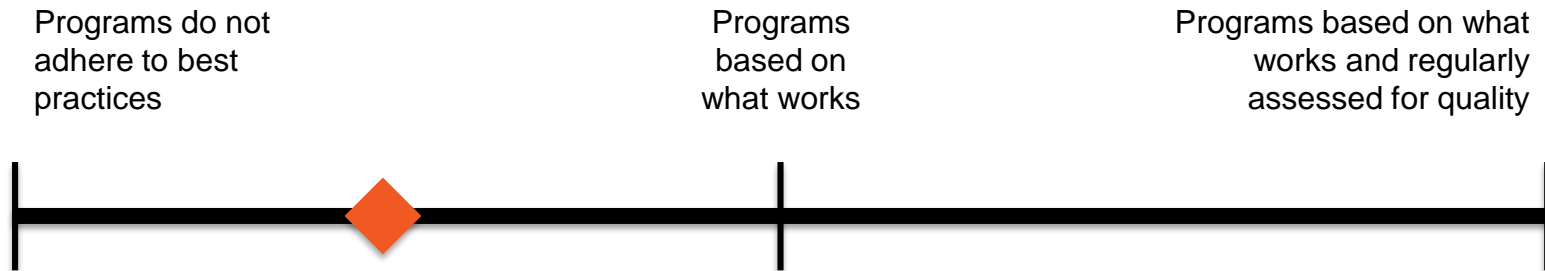 Programs do not
adhere to best
practices
Programs
based on
what works
Programs based on what
works and regularly
assessed for quality